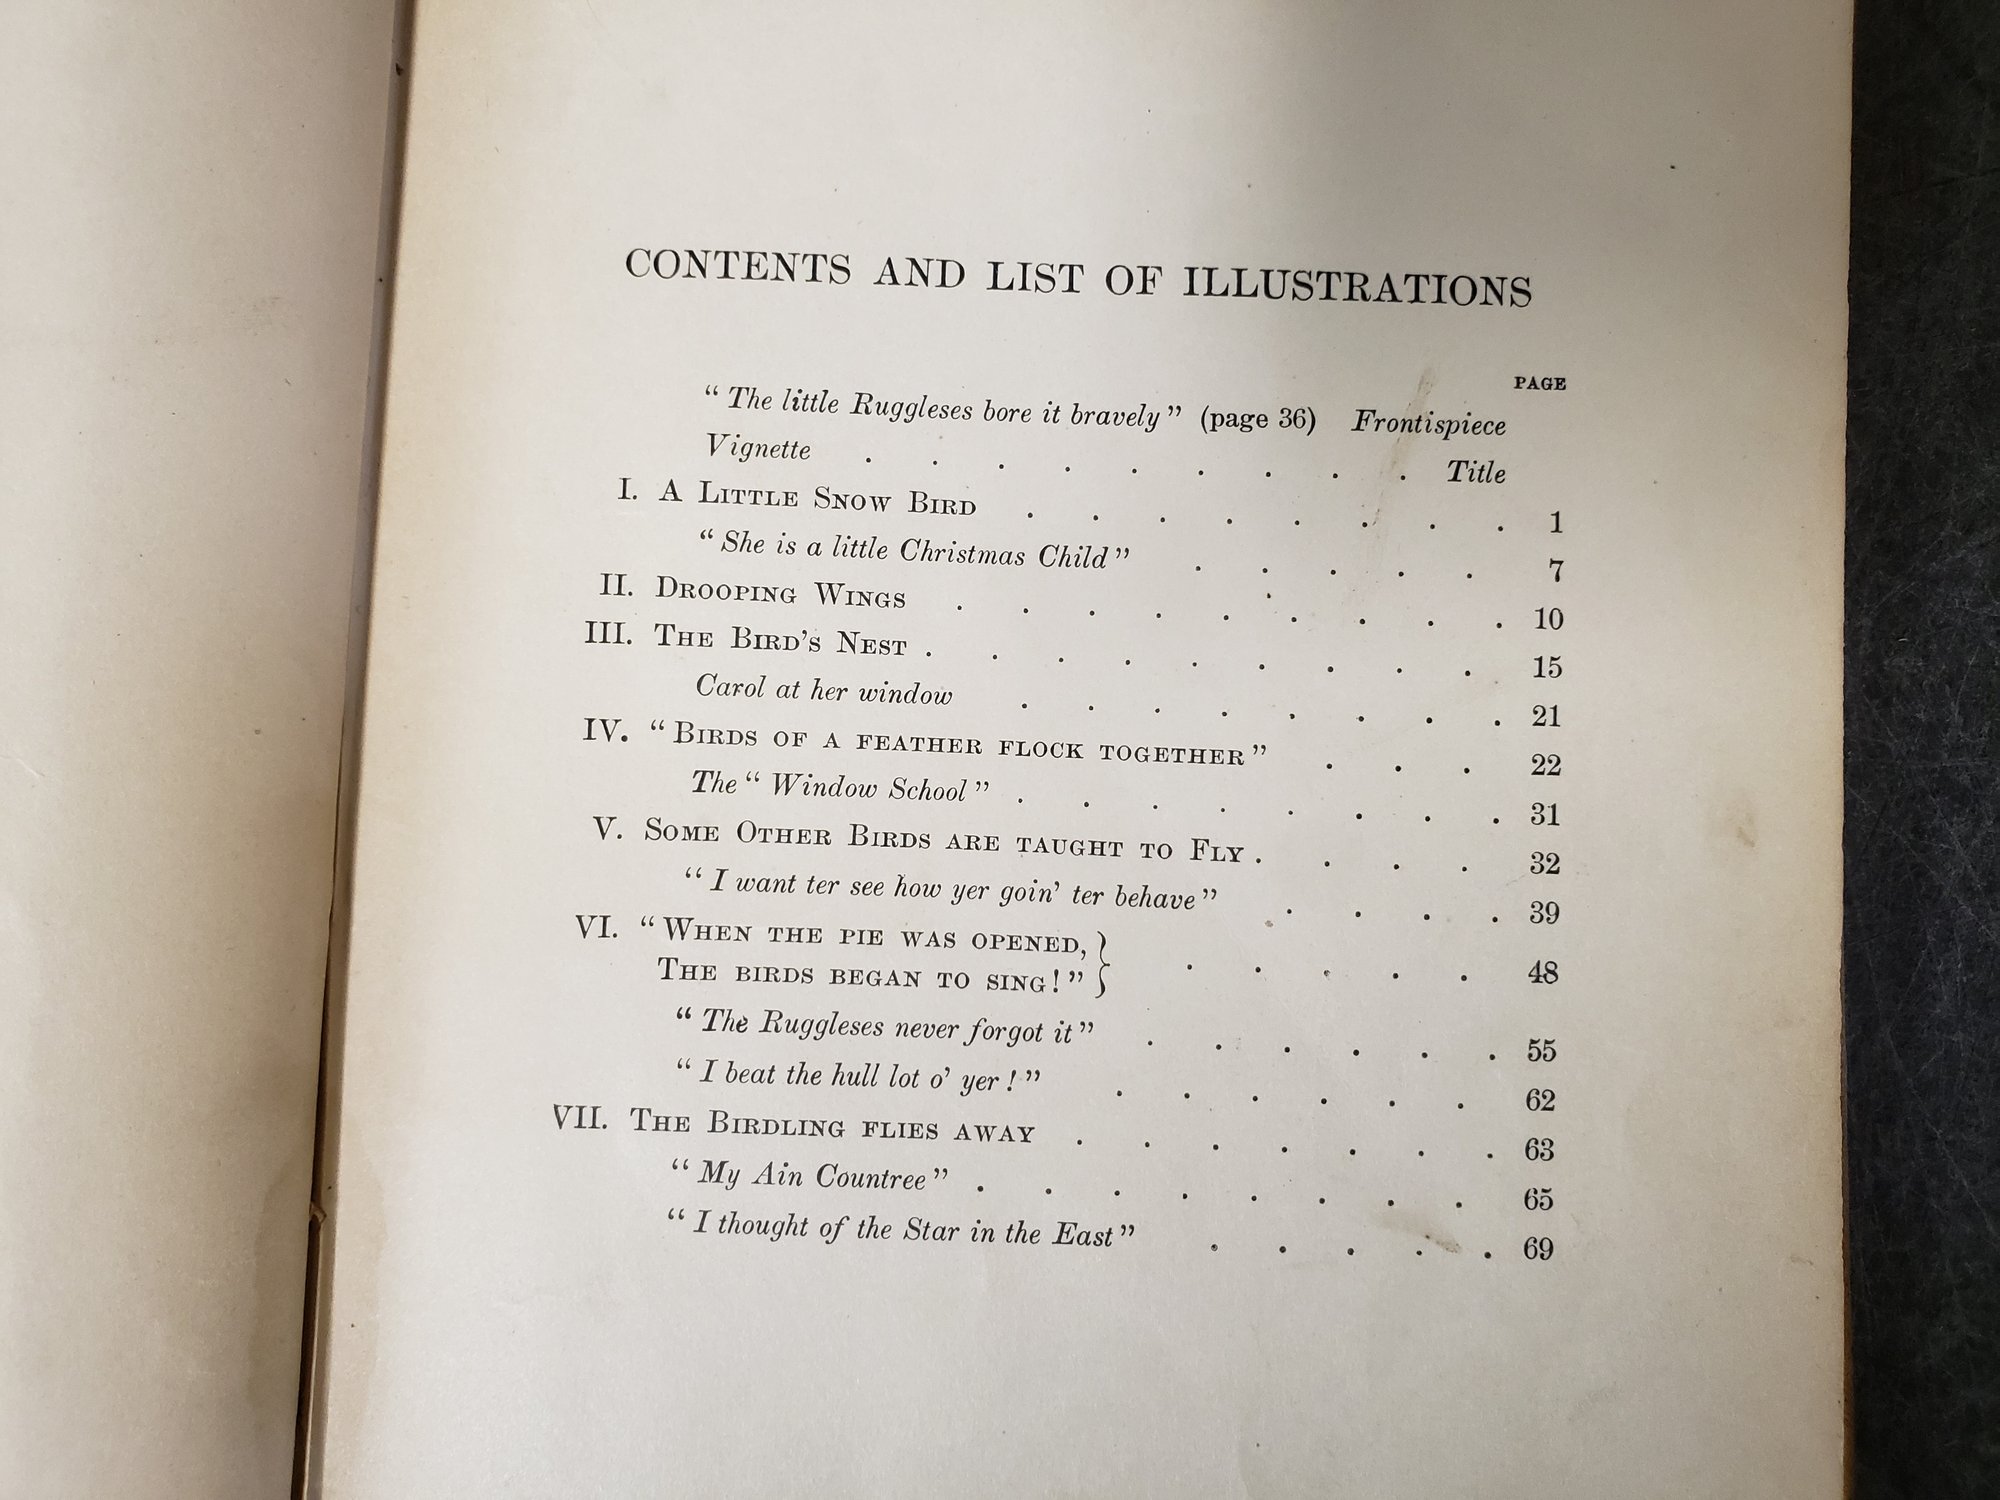 CONTENTS AND LIST OF ILLUSTRATIONS
PAGE
"The little Ruggleses bore it bravely" (page 36) Frontispiece
Vignette . . . . . . . . . Title
I. A LITTLE SNOW BIRD . . . . . . . . 1
"She is a little Christmas Child" . . . . . 7
II. DROOPING WINGS . . . . . . . . . 10
III. THE BIRD'S NEST . . . . . . . . . 15
Carol at her window . . . . . . . . 21
IV. "BIRDS OF A FEATHER FLOCK TOGETHER" . . . 22
The "Window School" . . . . . . . . 31
V. SOME OTHER BIRDS ARE TAUGHT TO FLY . . . . 32
"I want ter see how yer goin' ter behave" . . . . 39
VI. "WHEN THE PIE WAS OPENED,
THE BIRDS BEGAN TO SING!" } . . . . . 48
"The Ruggleses never forgot it" . . . . . . 55
"I beat the hull lot o' yer!" . . . . . . 62
VII. THE BIRDLING FLIES AWAY . . . . . . . 63
"My Ain Countree" . . . . . . . . 65
"I thought of the Star in the East" . . . . . 69